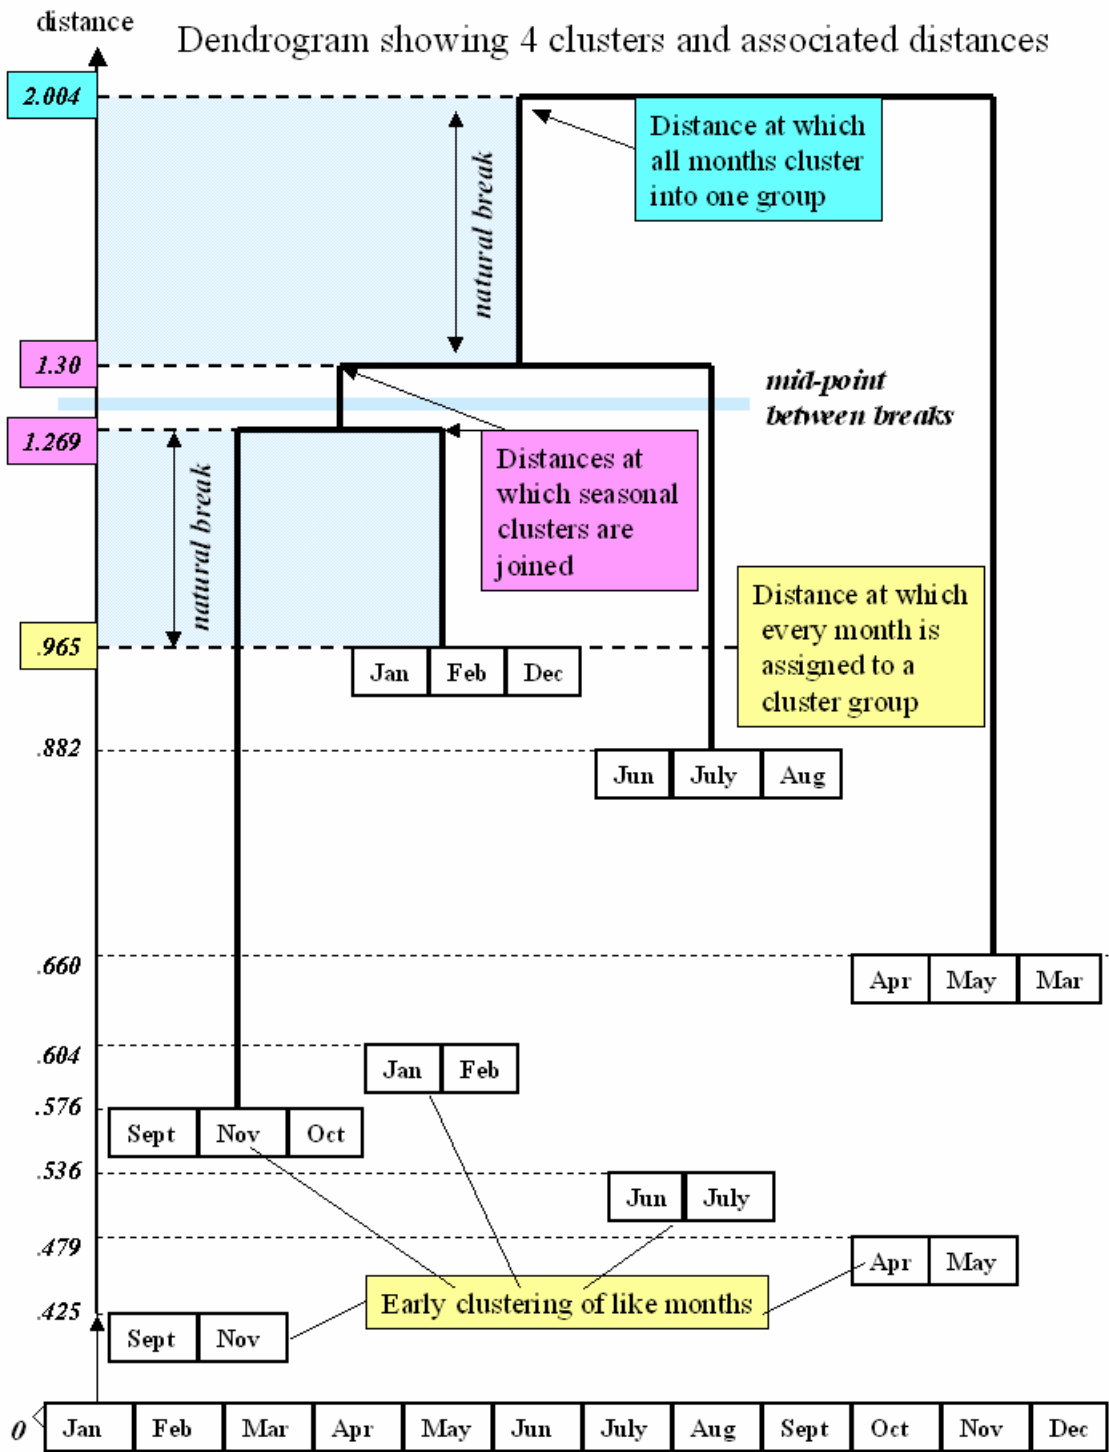 distance
Dendrogram showing 4 clusters and associated distances
2.004
Distance at which
all months cluster
into one group
natural break
1.30
mid-point
between breaks
1.269
Distances at
which seasonal
clusters are
joined
natural break
Distance at which
every month is
assigned to a
cluster group
.965
Jan Feb Dec
.882
Jun July Aug
.660
Apr May Mar
.604
Jan Feb
.576
Sept Nov Oct
.536
Jun July
.479
Apr May
Early clustering of like months
.425
Sept Nov
0
Jan Feb Mar Apr May Jun July Aug Sept Oct Nov Dec